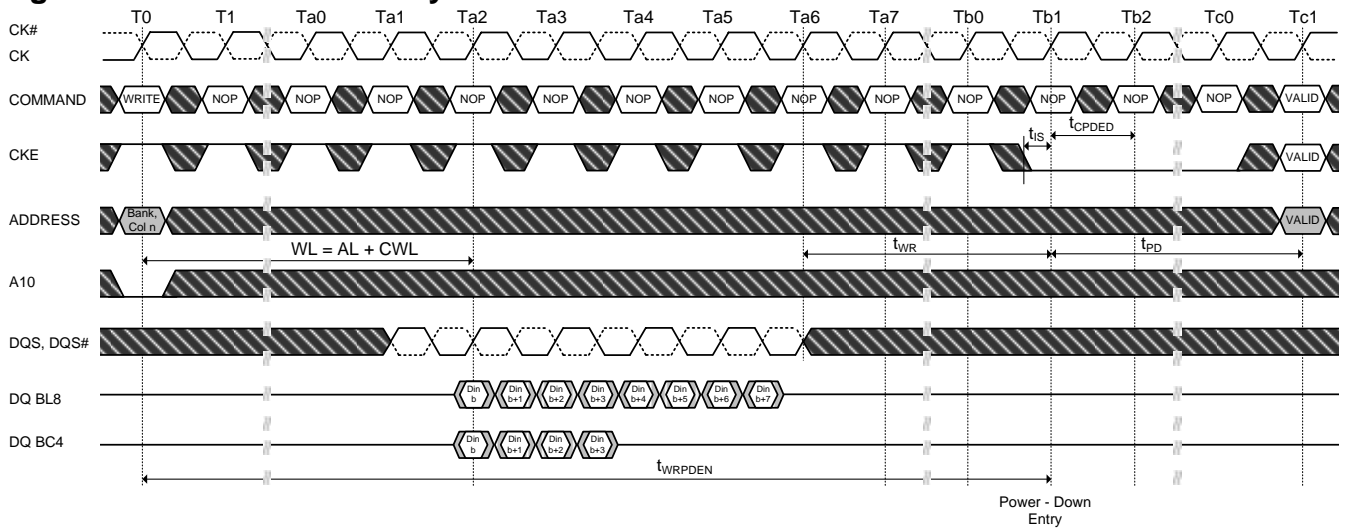 T0 T1 Ta0 Ta1 Ta2 Ta3 Ta4 Ta5 Ta6 Ta7 Tb0 Tb1 Tb2 Tc0 Tc1
CK#
CK
COMMAND WRITE NOP NOP NOP NOP NOP NOP NOP NOP NOP NOP NOP NOP NOP VALID
tIS tCPDED
CKE VALID
ADDRESS Bank, Col n VALID
WL = AL + CWL tWR tPD
A10
DQS, DQS#
DQ BL8 Din b Din b+1 Din b+2 Din b+3 Din b+4 Din b+5 Din b+6 Din b+7
DQ BC4 Din b Din b+1 Din b+2 Din b+3
tWRPDEN
Power - Down
Entry